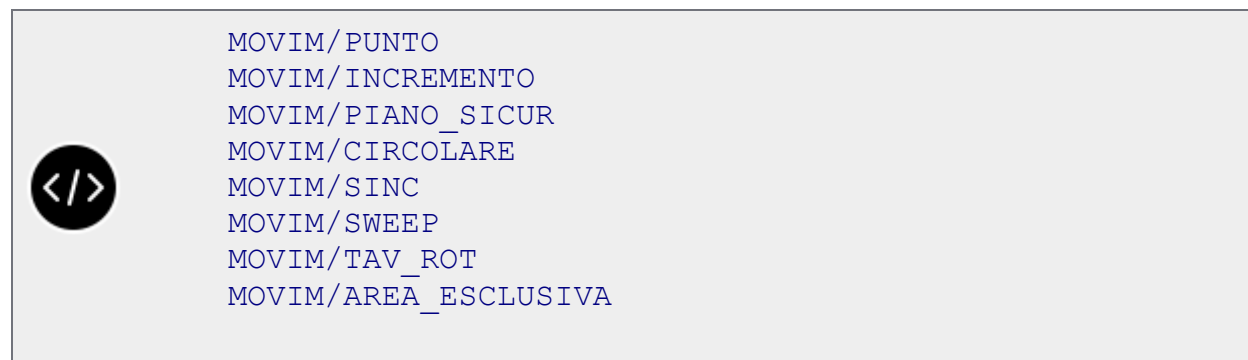 MOVIM/PUNTO
MOVIM/INCREMENTO
MOVIM/PIANO_SICUR
MOVIM/CIRCOLARE
MOVIM/SINC
MOVIM/SWEEP
MOVIM/TAV_ROT
MOVIM/AREA_ESCLUSIVA